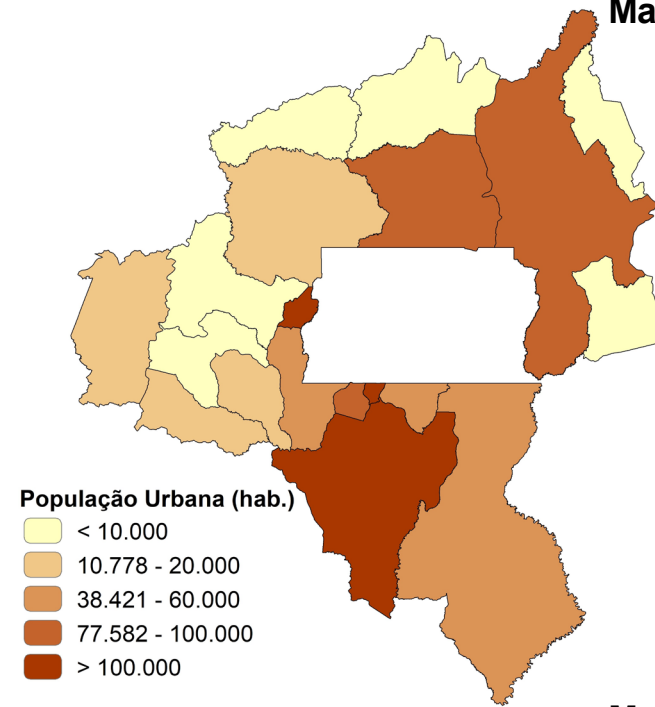 Ma
População Urbana (hab.)
< 10.000
10.778 - 20.000
38.421 - 60.000
77.582 - 100.000
> 100.000